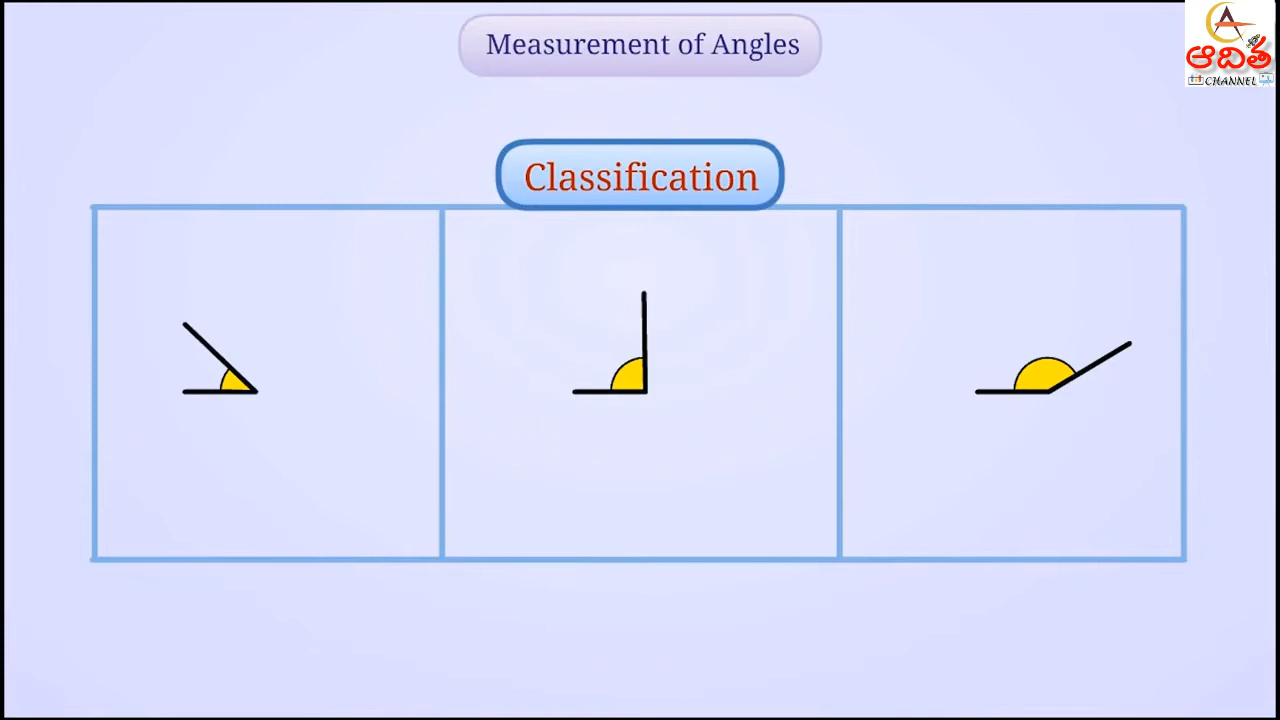 Measurement of Angles
Classification
ఆదిత్య
CHANNEL